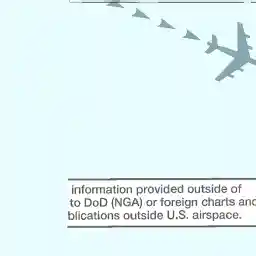 information provided outside of
to DoD (NGA) or foreign charts and
blications outside U.S. airspace.